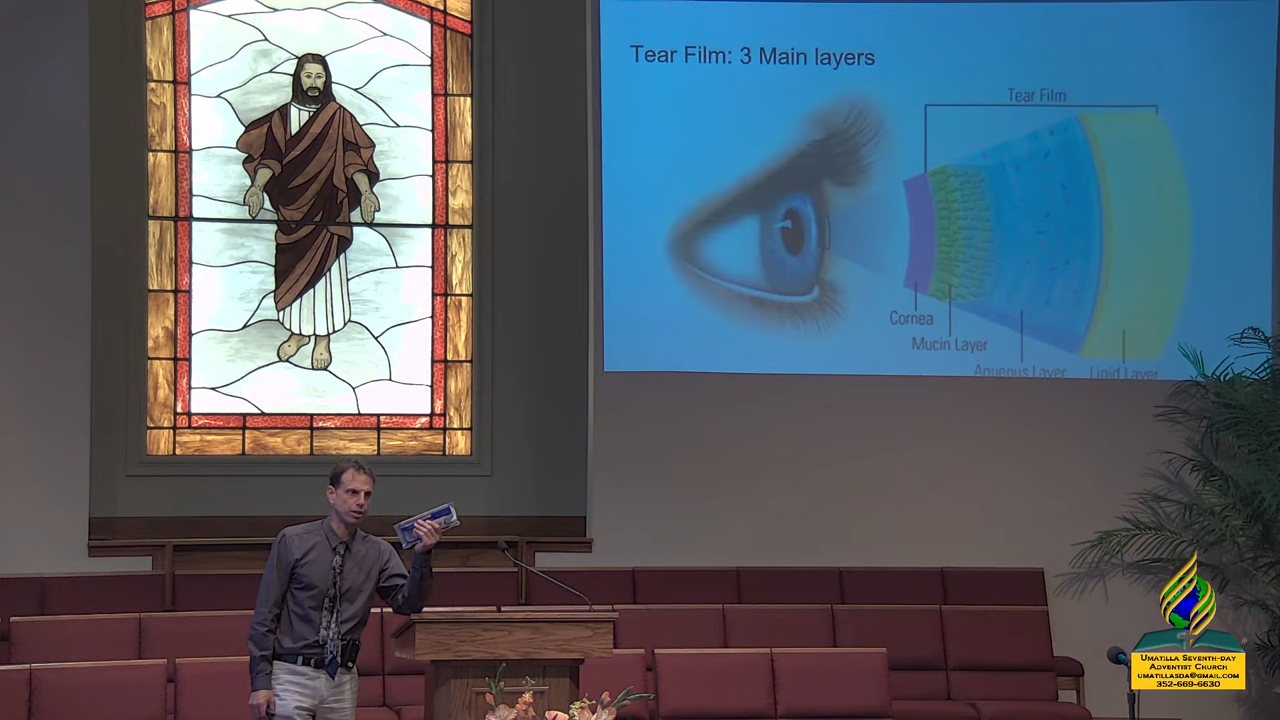 Tear Film: 3 Main layers
Tear Film
Cornea
Mucin Layer
Aqueous Layer
Lipid Layer
Umatilla Seventh-day
Adventist Church
umatillasda@gmail.com
352-669-6630